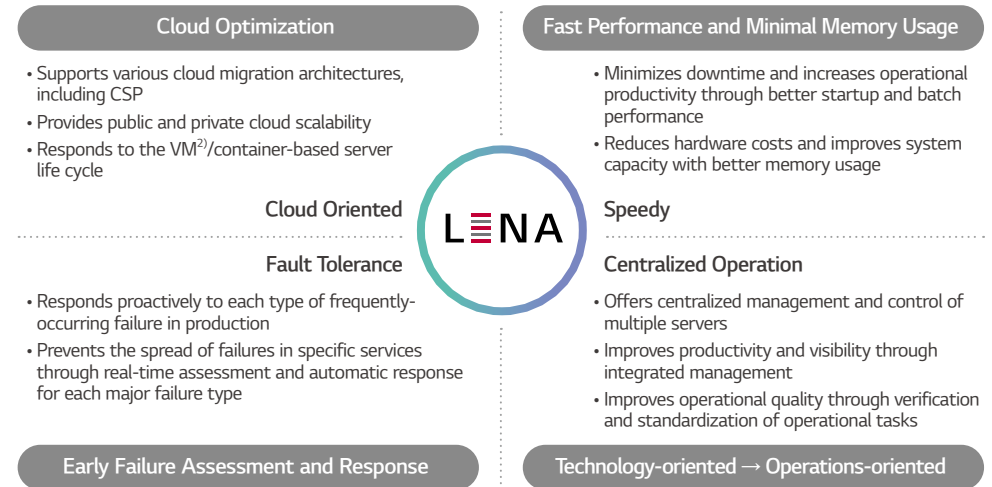 Cloud Optimization
• Supports various cloud migration architectures,
including CSP
• Provides public and private cloud scalability
• Responds to the VM2)/container-based server
life cycle
Cloud Oriented
Fast Performance and Minimal Memory Usage
• Minimizes downtime and increases operational
productivity through better startup and batch
performance
• Reduces hardware costs and improves system
capacity with better memory usage
Speedy
LENA
Fault Tolerance
• Responds proactively to each type of frequently-
occurring failure in production
• Prevents the spread of failures in specific services
through real-time assessment and automatic response
for each major failure type
Early Failure Assessment and Response
Centralized Operation
• Offers centralized management and control of
multiple servers
• Improves productivity and visibility through
integrated management
• Improves operational quality through verification
and standardization of operational tasks
Technology-oriented → Operations-oriented